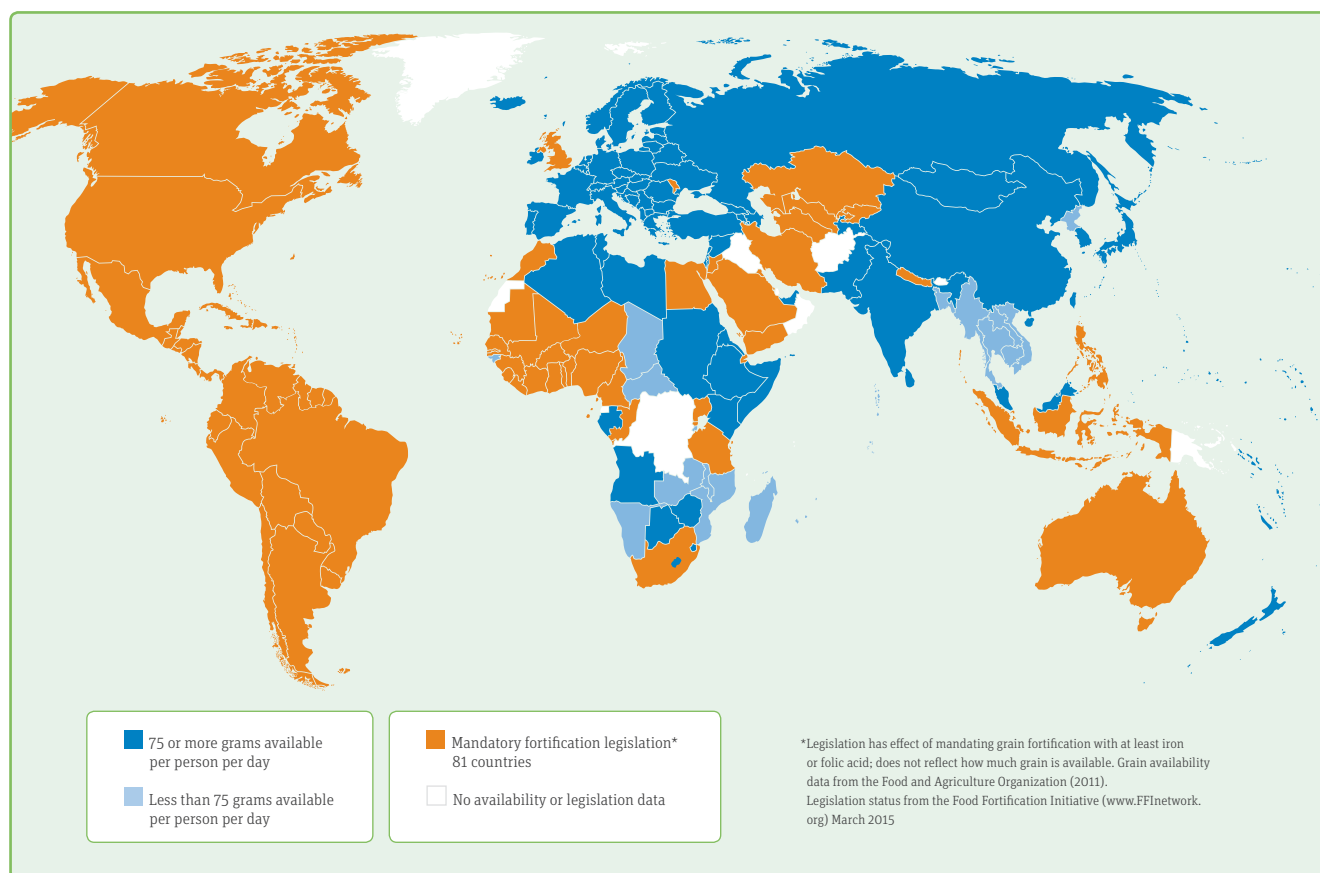 75 or more grams available
per person per day
Less than 75 grams available
per person per day
Mandatory fortification legislation*
81 countries
No availability or legislation data
*Legislation has effect of mandating grain fortification with at least iron
or folic acid; does not reflect how much grain is available. Grain availability
data from the Food and Agriculture Organization (2011).
Legislation status from the Food Fortification Initiative (www.FFInetwork.
org) March 2015